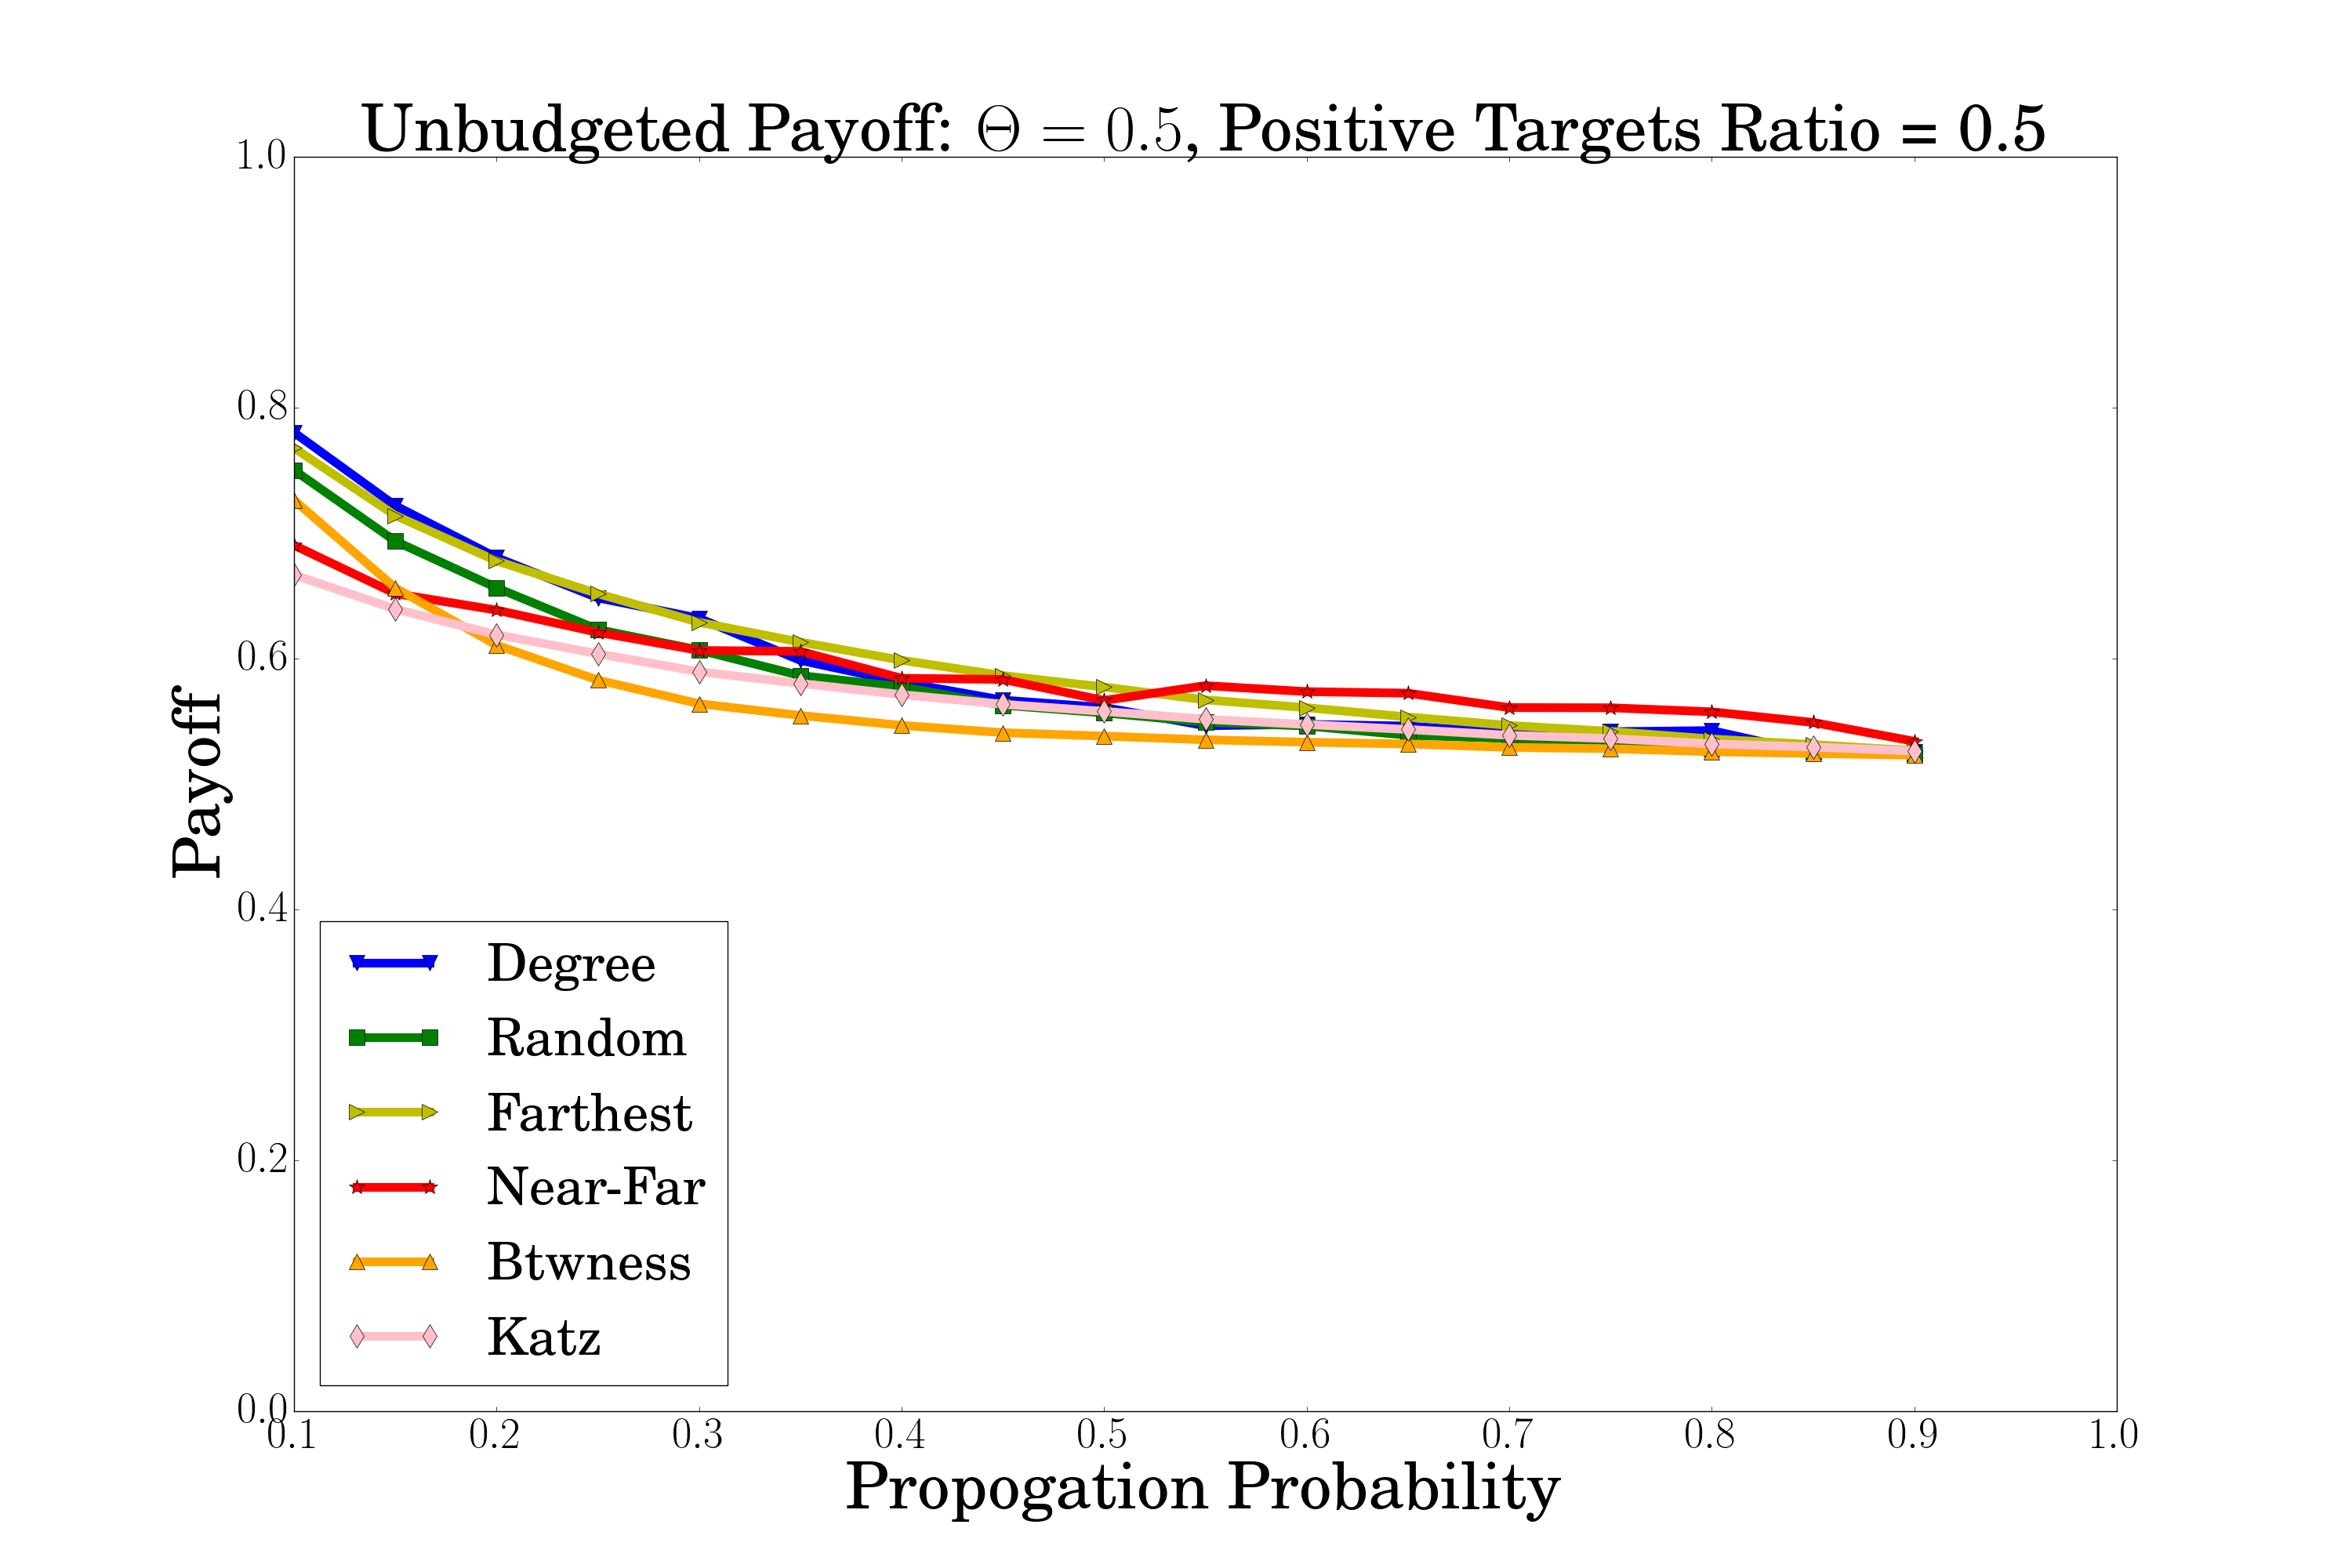 Unbudgeted Payoff: Θ = 0.5, Positive Targets Ratio = 0.5
1.0
0.8
0.6
0.4
0.2
0.0
Payoff
Degree
Random
Farthest
Near-Far
Btwness
Katz
0.1 0.2 0.3 0.4 0.5 0.6 0.7 0.8 0.9 1.0
Propogation Probability